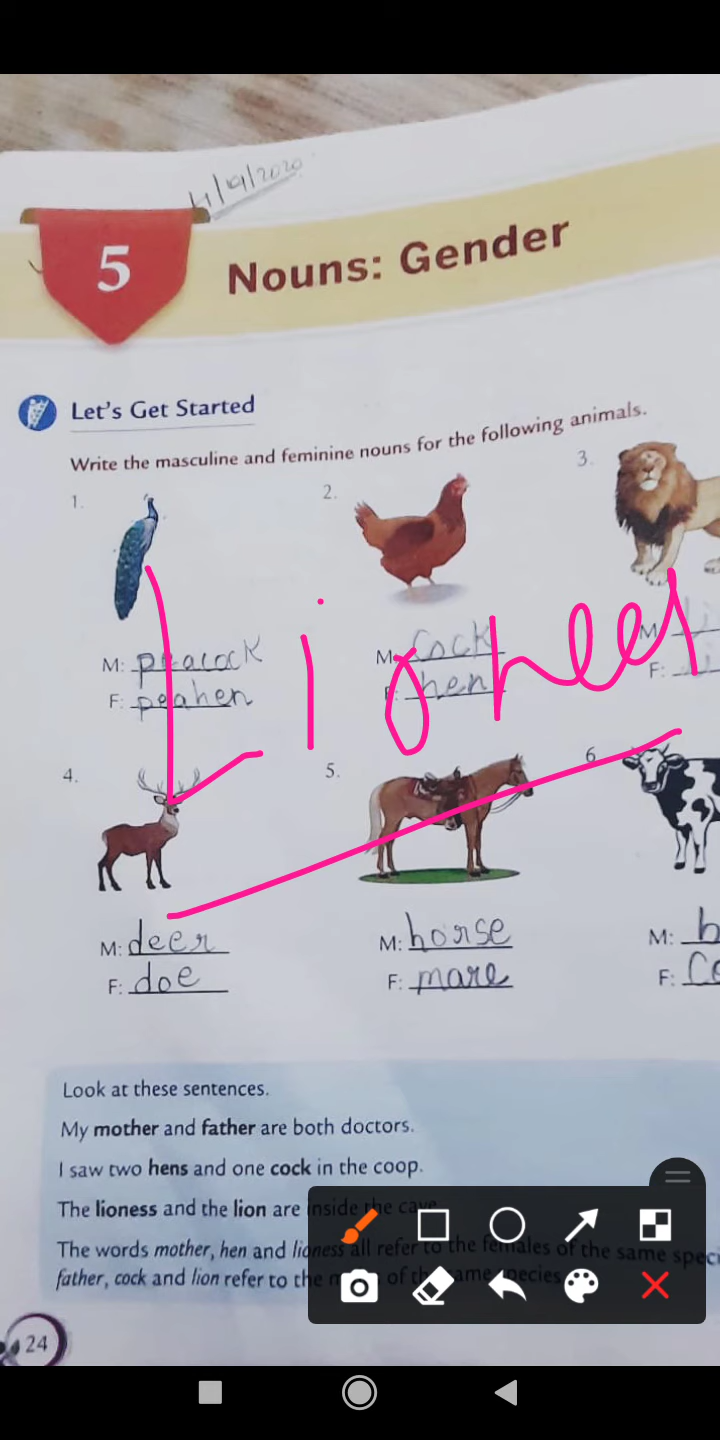 4/9/2020
5
Nouns: Gender
Let's Get Started
Write the masculine and feminine nouns for the following animals.
1. 2. 3.
M: peacock M: cock M: li
F: peahen F: hen F: li
4. 5. 6.
M: deer M: horse M: b
F: doe F: mare F: Co
Look at these sentences.
My mother and father are both doctors.
I saw two hens and one cock in the coop.
The lioness and the lion are inside the cave.
The words mother, hen and lioness all refer to the females of the same speci
father, cock and lion refer to the of the same species
24